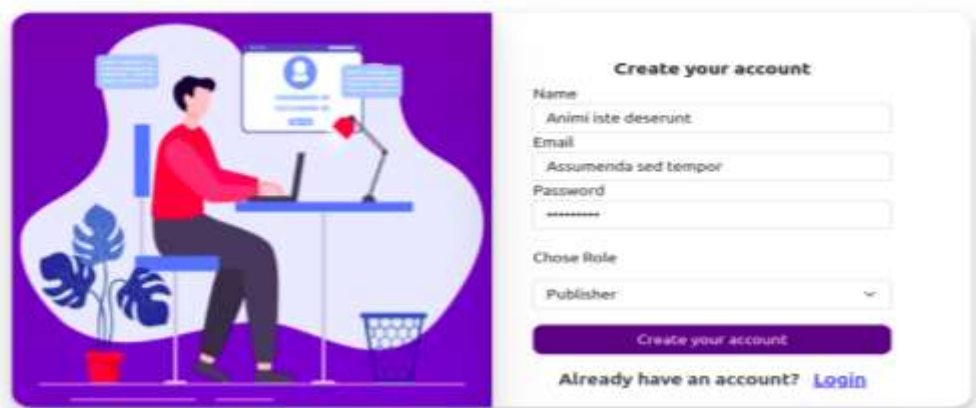 Create your account
Name
Animi iste deserunt
Email
Assumenda sed tempor
Password
•••••••••
Chose Role
Publisher
Create your account
Already have an account? Login